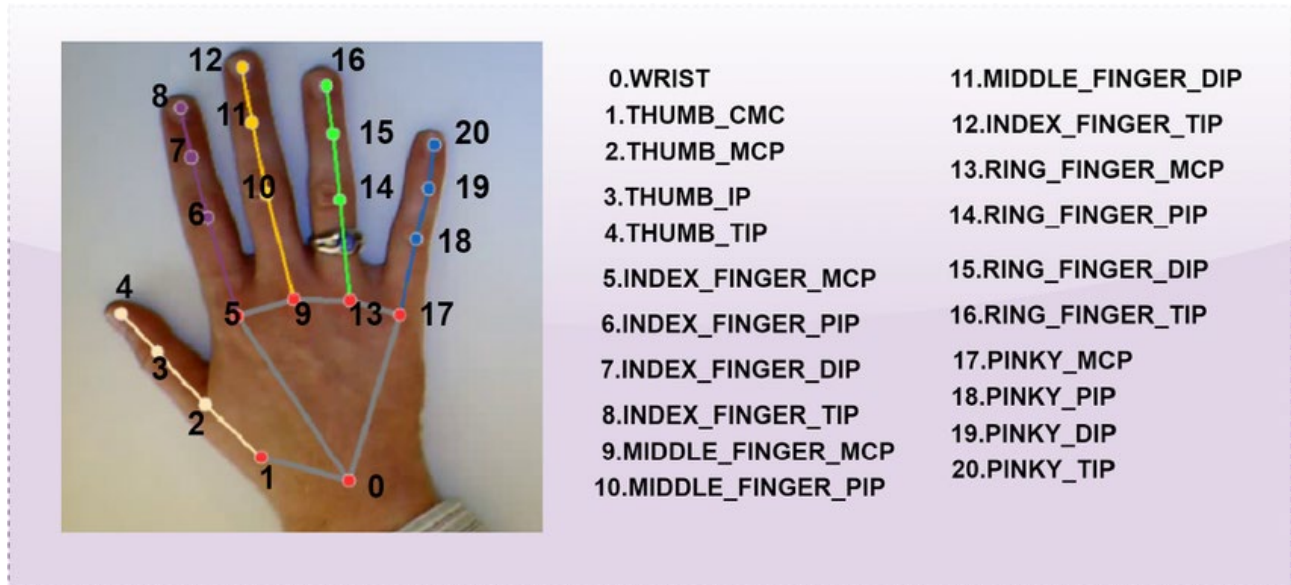 12
16
8
11
15
20
7
10
14
19
6
18
4
5
9
13
17
3
2
1
0
0.WRIST
1.THUMB_CMC
2.THUMB_MCP
3.THUMB_IP
4.THUMB_TIP
5.INDEX_FINGER_MCP
6.INDEX_FINGER_PIP
7.INDEX_FINGER_DIP
8.INDEX_FINGER_TIP
9.MIDDLE_FINGER_MCP
10.MIDDLE_FINGER_PIP
11.MIDDLE_FINGER_DIP
12.INDEX_FINGER_TIP
13.RING_FINGER_MCP
14.RING_FINGER_PIP
15.RING_FINGER_DIP
16.RING_FINGER_TIP
17.PINKY_MCP
18.PINKY_PIP
19.PINKY_DIP
20.PINKY_TIP